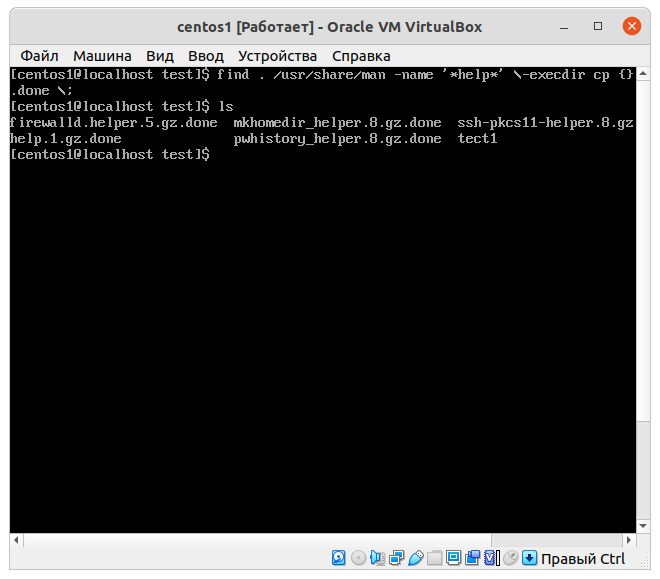 centos1 [Работает] - Oracle VM VirtualBox
Файл Машина Вид Ввод Устройства Справка
[centos1@localhost test]$ find . /usr/share/man -name '*help*' \-execdir cp {}
.done \;
[centos1@localhost test]$ ls
firewalld.helper.5.gz.done mkhomedir_helper.8.gz.done ssh-pkcs11-helper.8.gz
help.1.gz.done pwhistory_helper.8.gz.done tect1
[centos1@localhost test]$
Правый Ctrl